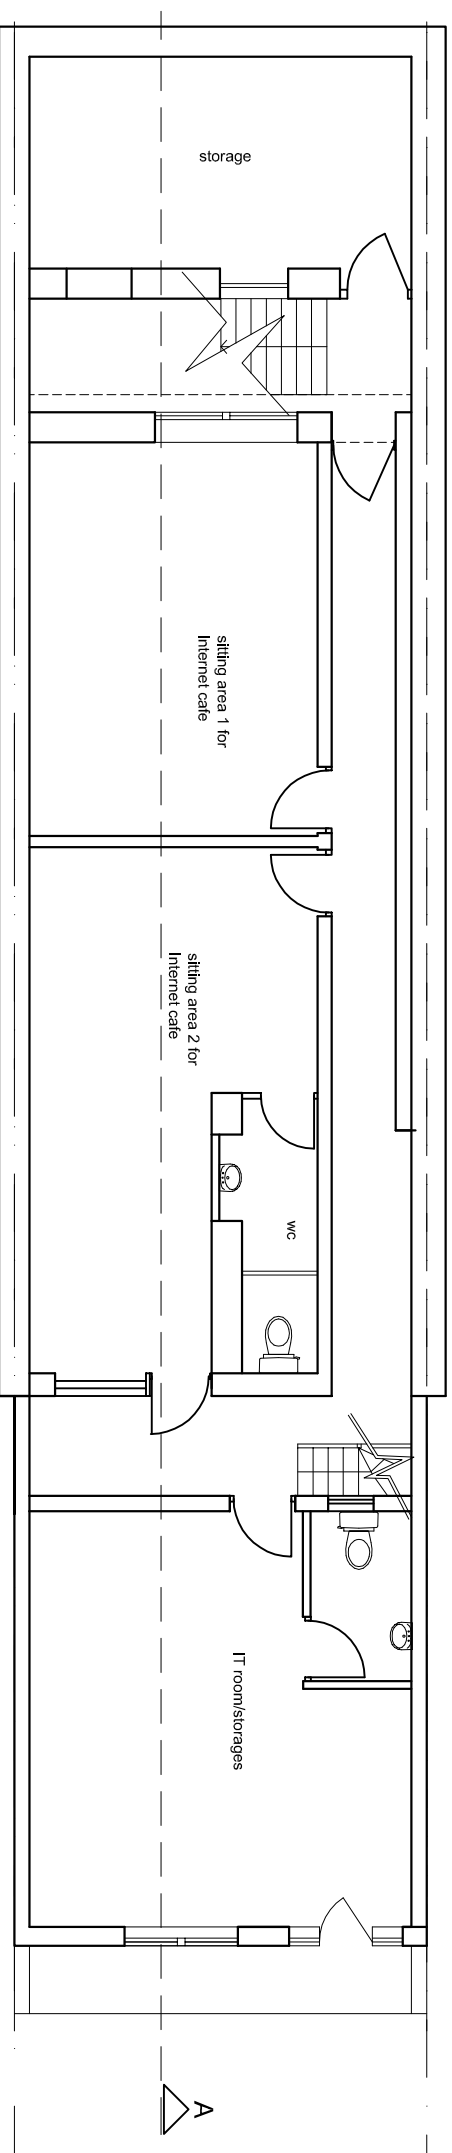 storage
sitting area 1 for
Internet cafe
sitting area 2 for
Internet cafe
wc
IT room/storages
A